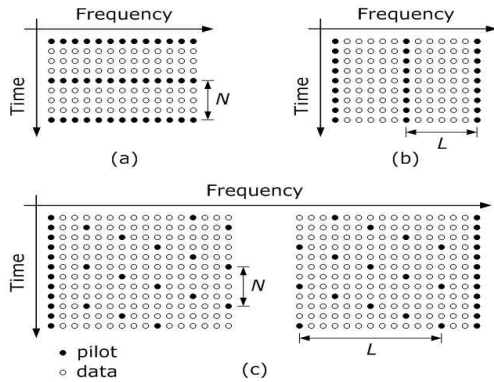 Frequency
Time
N
(a)
Frequency
Time
L
(b)
Frequency
Time
N
L
pilot
data
(c)